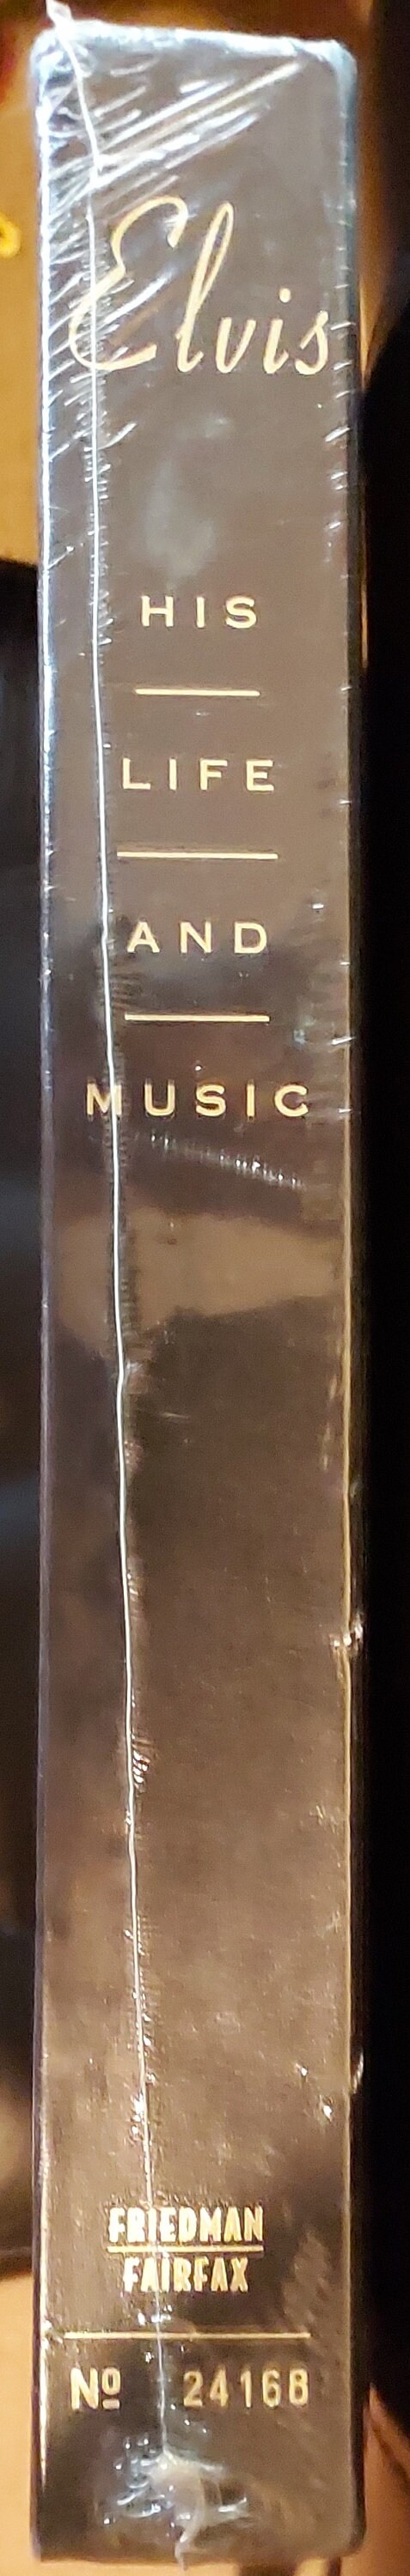 Elvis
HIS
LIFE
AND
MUSIC
FRIEDMAN
FAIRFAX
Nº 24168